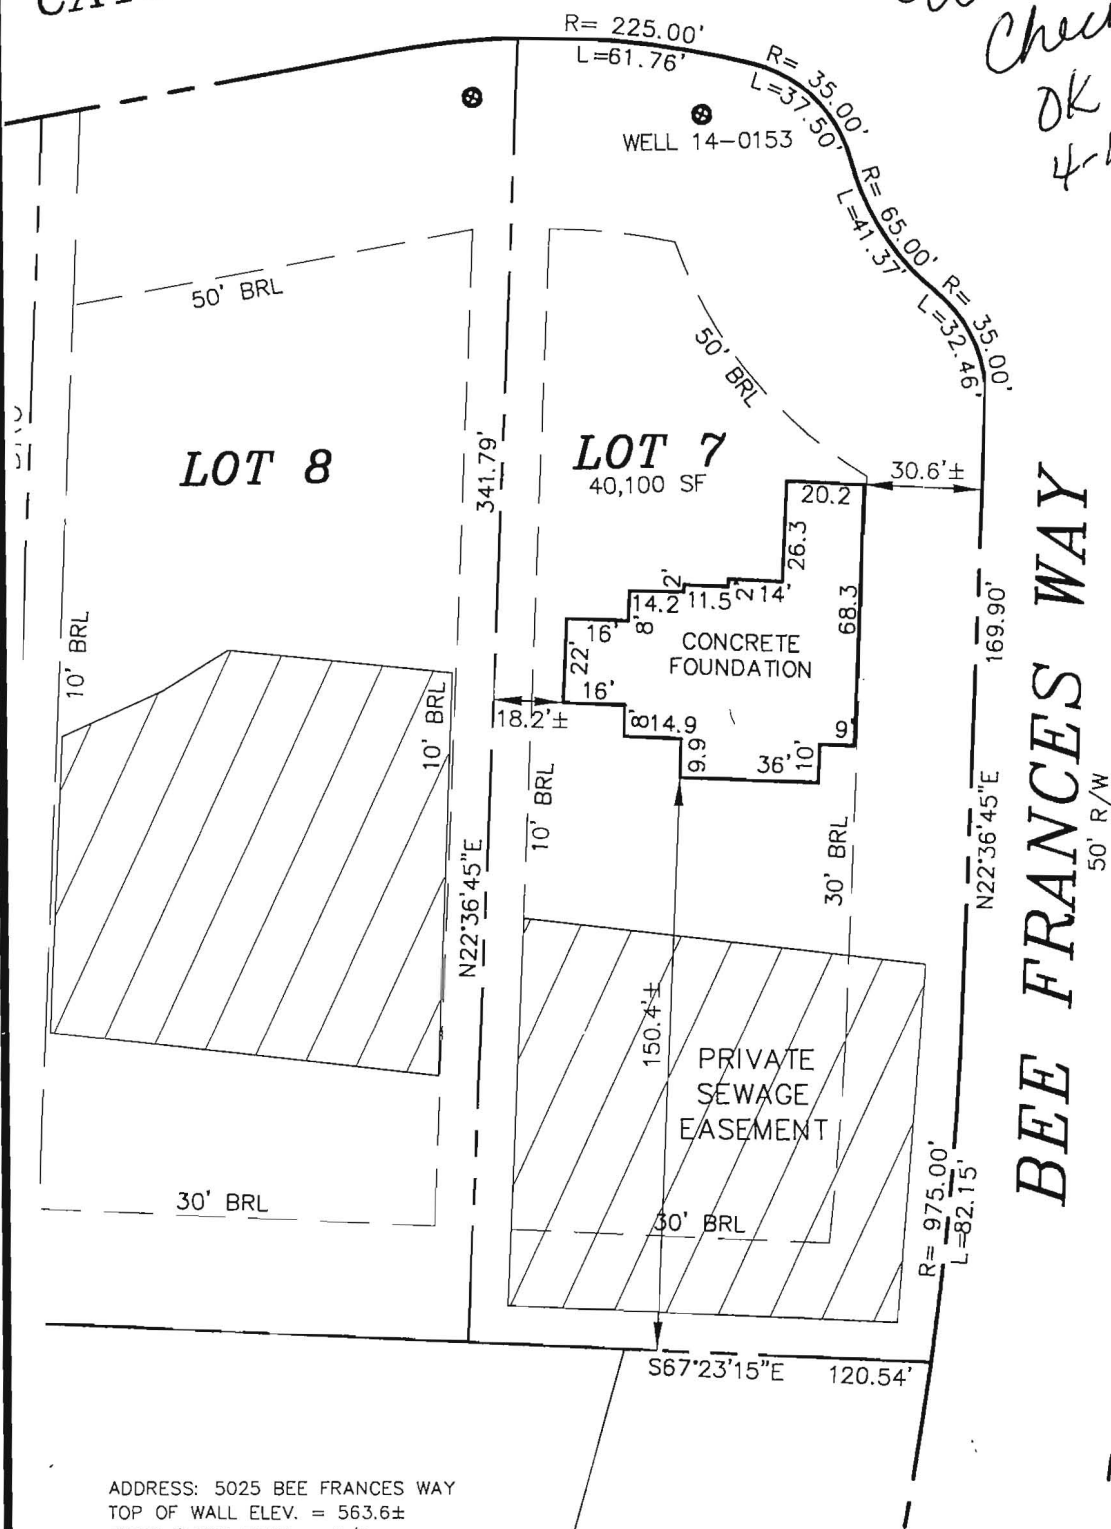 Check
OK
R= 225.00'
L=61.76'
R= 35.00'
L=37.50'
WELL 14-0153
R= 65.00'
L=41.37'
R= 35.00'
L=32.46'
50' BRL
50' BRL
LOT 8
341.79'
LOT 7
40,100 SF
30.6'±
20.2
26.3
2'
14.2
11.5
2'
14'
68.3
169.90'
10' BRL
16'
8'
CONCRETE
FOUNDATION
22'
16'
18.2'±
8'
14.9
9.9
36'
10'
9'
10' BRL
10' BRL
30' BRL
N22°36'45"E
N22°36'45"E
BEE FRANCES WAY
50' R/W
150.4'±
PRIVATE
SEWAGE
EASEMENT
30' BRL
30' BRL
R= 975.00'
L=82.15'
S67°23'15"E
120.54'
ADDRESS: 5025 BEE FRANCES WAY
TOP OF WALL ELEV. = 563.6±